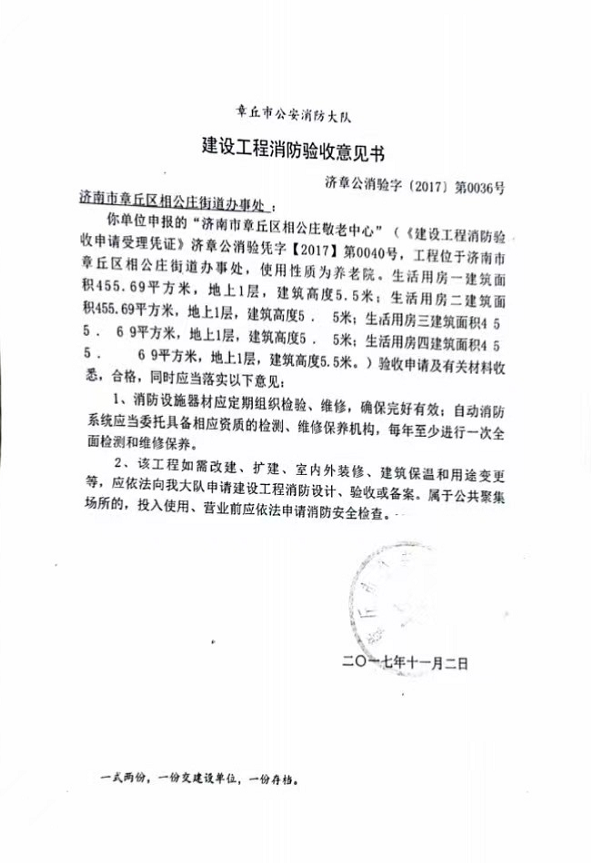 章丘市公安消防大队
建设工程消防验收意见书
济章公消验字〔2017〕第0036号
济南市章丘区相公庄街道办事处：
你单位申报的“济南市章丘区相公庄敬老中心”（《建设工程消防验
收申请受理凭证》济章公消验凭字【2017】第0040号，工程位于济南市
章丘区相公庄街道办事处，使用性质为养老院。生活用房一建筑面
积455.69平方米，地上1层，建筑高度5.5米；生活用房二建筑面
积455.69平方米，地上1层，建筑高度5． 5米；生活用房三建筑面积4 5
5．6 9平方米，地上1层，建筑高度5． 5米；生活用房四建筑面积4 5
5． 6 9平方米，地上1层，建筑高度5.5米。）验收申请及有关材料收
悉，合格，同时应当落实以下意见：
1、消防设施器材应定期组织检验、维修，确保完好有效；自动消防
系统应当委托具备相应资质的检测、维修保养机构，每年至少进行一次全
面检测和维修保养。
2、该工程如需改建、扩建、室内外装修、建筑保温和用途变更
等，应依法向我大队申请建设工程消防设计、验收或备案。属于公共聚集
场所的，投入使用、营业前应依法申请消防安全检查。
二〇一七年十一月二日
一式两份，一份交建设单位，一份存档。